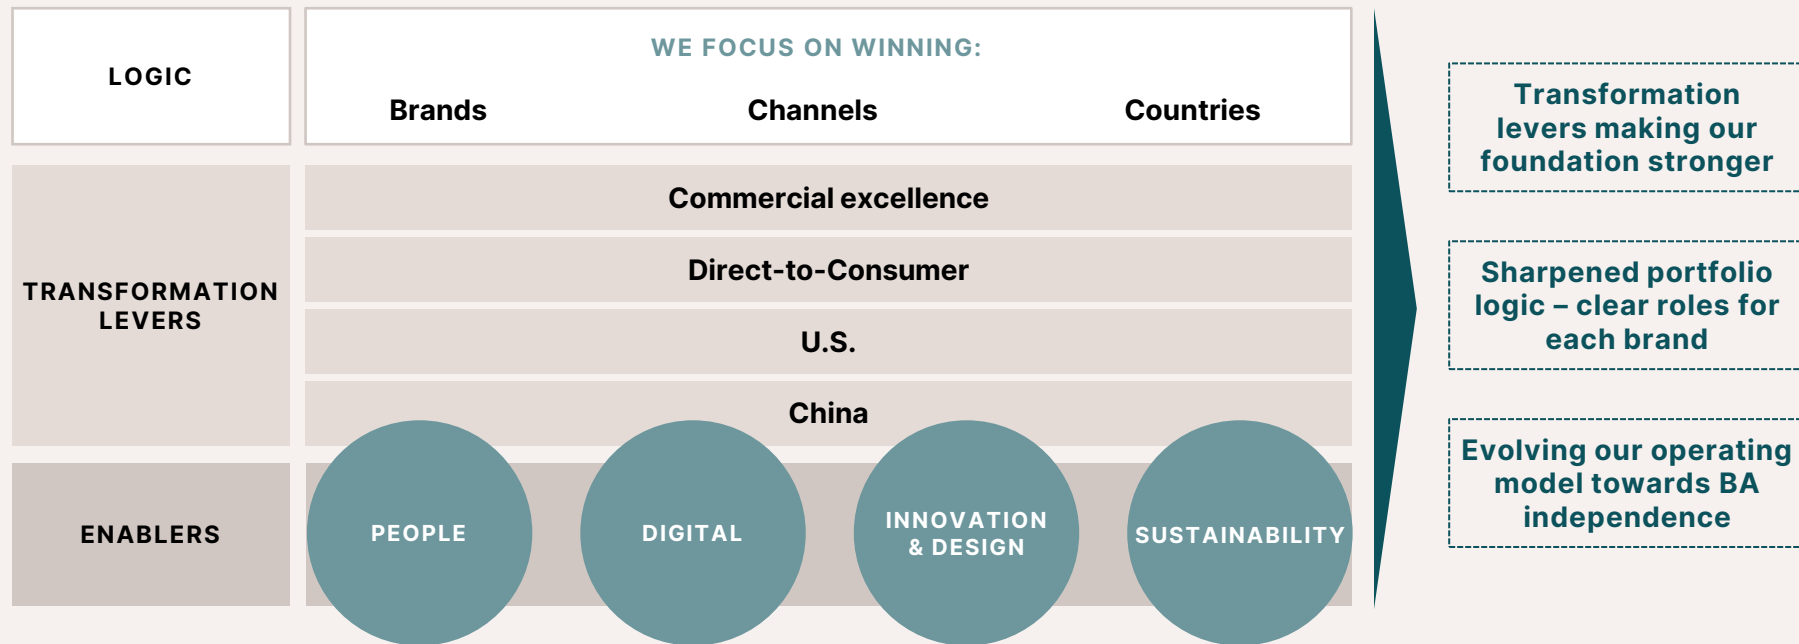 LOGIC
WE FOCUS ON WINNING:
Brands Channels Countries
TRANSFORMATION
LEVERS
Commercial excellence
Direct-to-Consumer
U.S.
China
ENABLERS
PEOPLE
DIGITAL
INNOVATION
& DESIGN
SUSTAINABILITY
Transformation
levers making our
foundation stronger
Sharpened portfolio
logic – clear roles for
each brand
Evolving our operating
model towards BA
independence